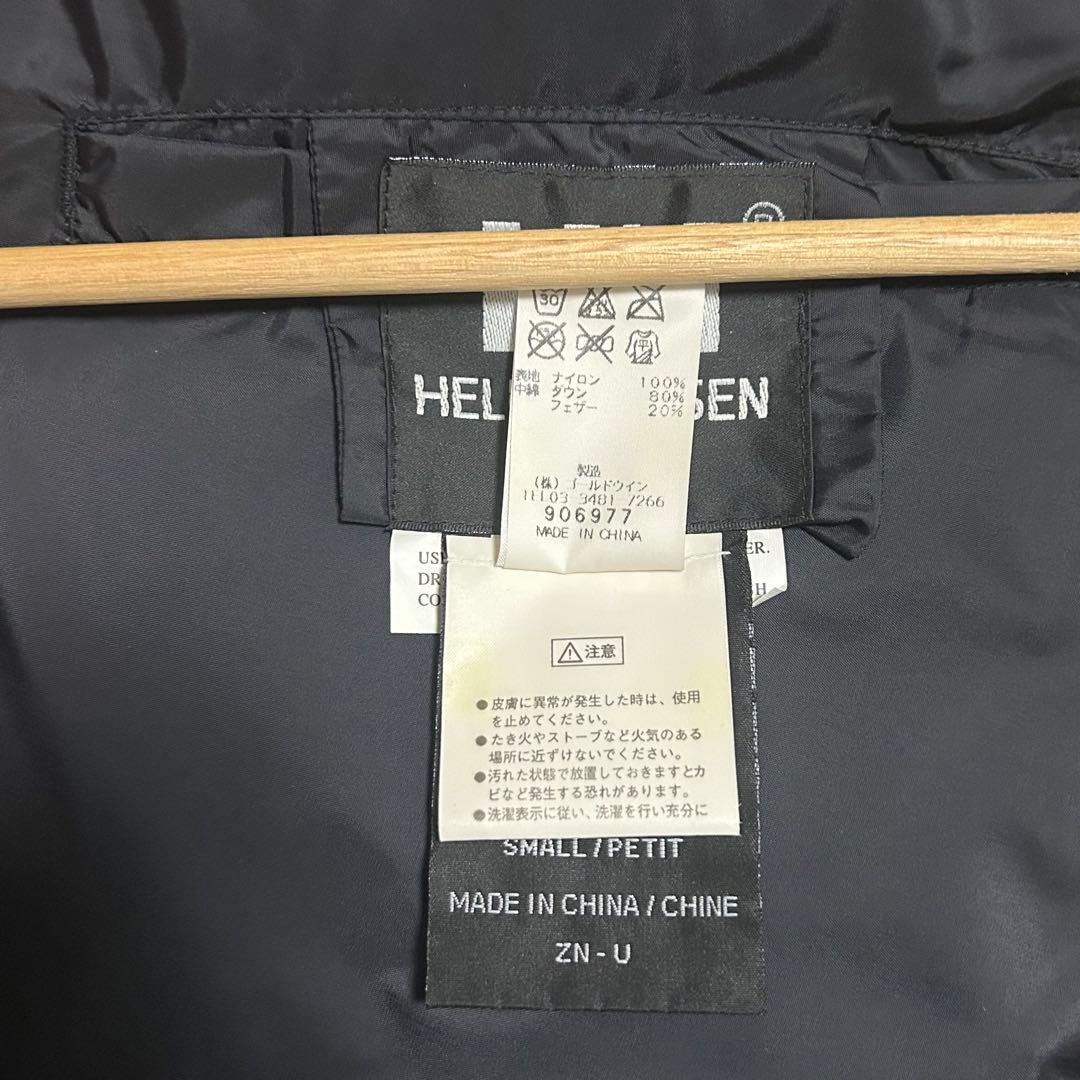 ®
30
平
表地 ナイロン 100%
中綿 ダウン 80%
フェザー 20%
HEL
SEN
製造
(株) ゴールドウイン
TEL03 3481 7266
906977
MADE IN CHINA
US
ER.
DR
CO
H
注意
●皮膚に異常が発生した時は、使用
を止めてください。
●たき火やストーブなど火気のある
場所に近ずけないでください。
●汚れた状態で放置しておきますとカ
ビなど発生する恐れがあります。
●洗濯表示に従い、洗濯を行い充分に
SMALL/PETIT
MADE IN CHINA/CHINE
ZN-U